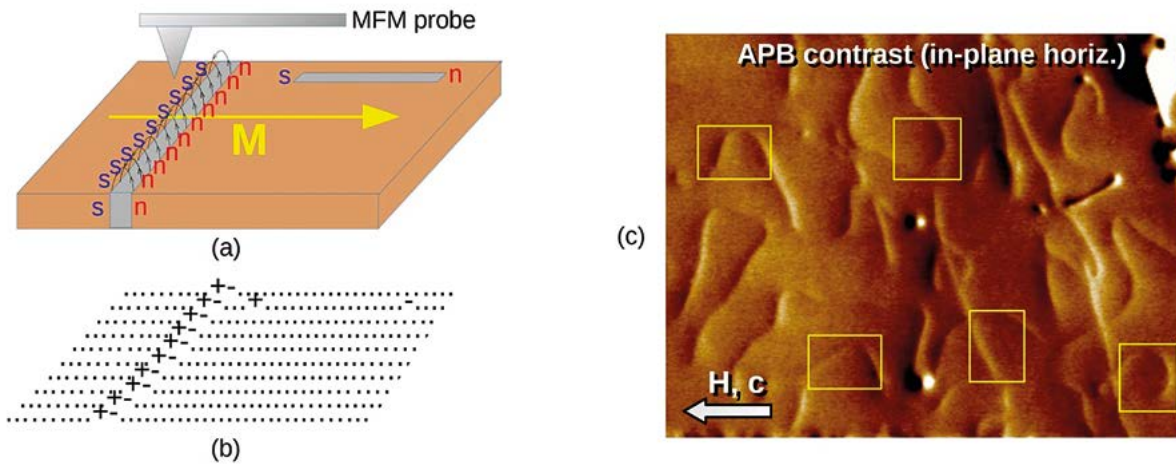 MFM probe
s s s s s s s s s
n n n n n n n n
s n
M
s n
(a)
+-
+- + -
+-
+-
+-
+-
+-
+-
+-
+-
(b)
(c)
APB contrast (in-plane horiz.)
H, c